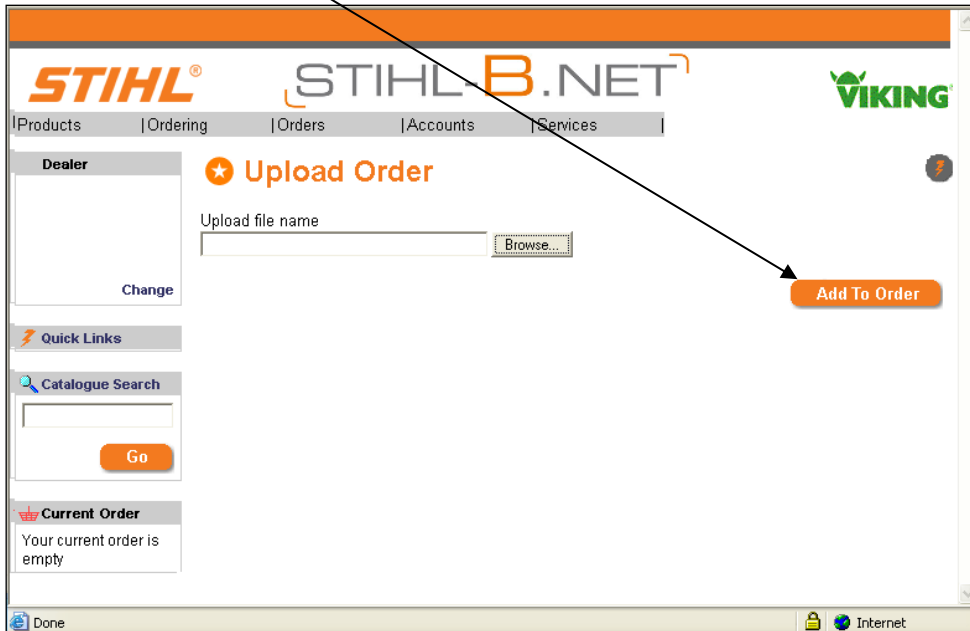 STIHL® STIHL-B.NET VIKING
|Products |Ordering |Orders |Accounts |Services |
Dealer
Change
Quick Links
Catalogue Search
Go
Current Order
Your current order is
empty
Upload Order
Upload file name
Browse...
Add To Order
Done Internet